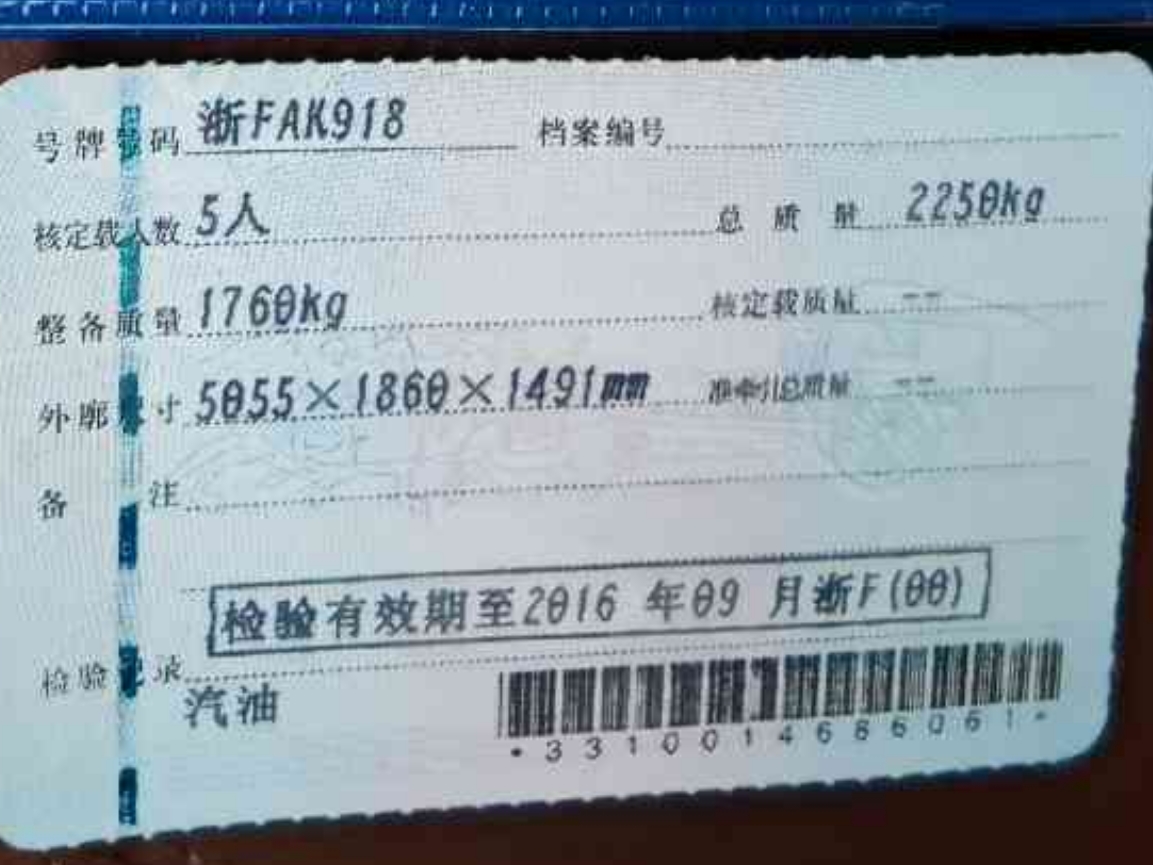 号牌号码 浙FAK918 档案编号
核定载人数 5人 总质量 2250kg
整备质量 1760kg 核定载质量 --
外廓尺寸 5055×1860×1491mm 准牵引总质量 --
备注
检验有效期至2016 年09 月浙F(00)
检验记录
汽油
*3310014686061*